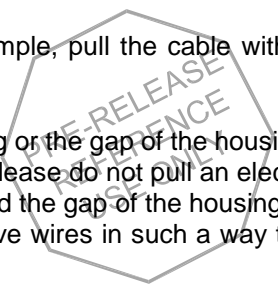 mple, pull the cable with
g or the gap of the housi
lease do not pull an elec
d the gap of the housing
ve wires in such a way t
PRE-RELEASE
REFERENCE
USE ONLY